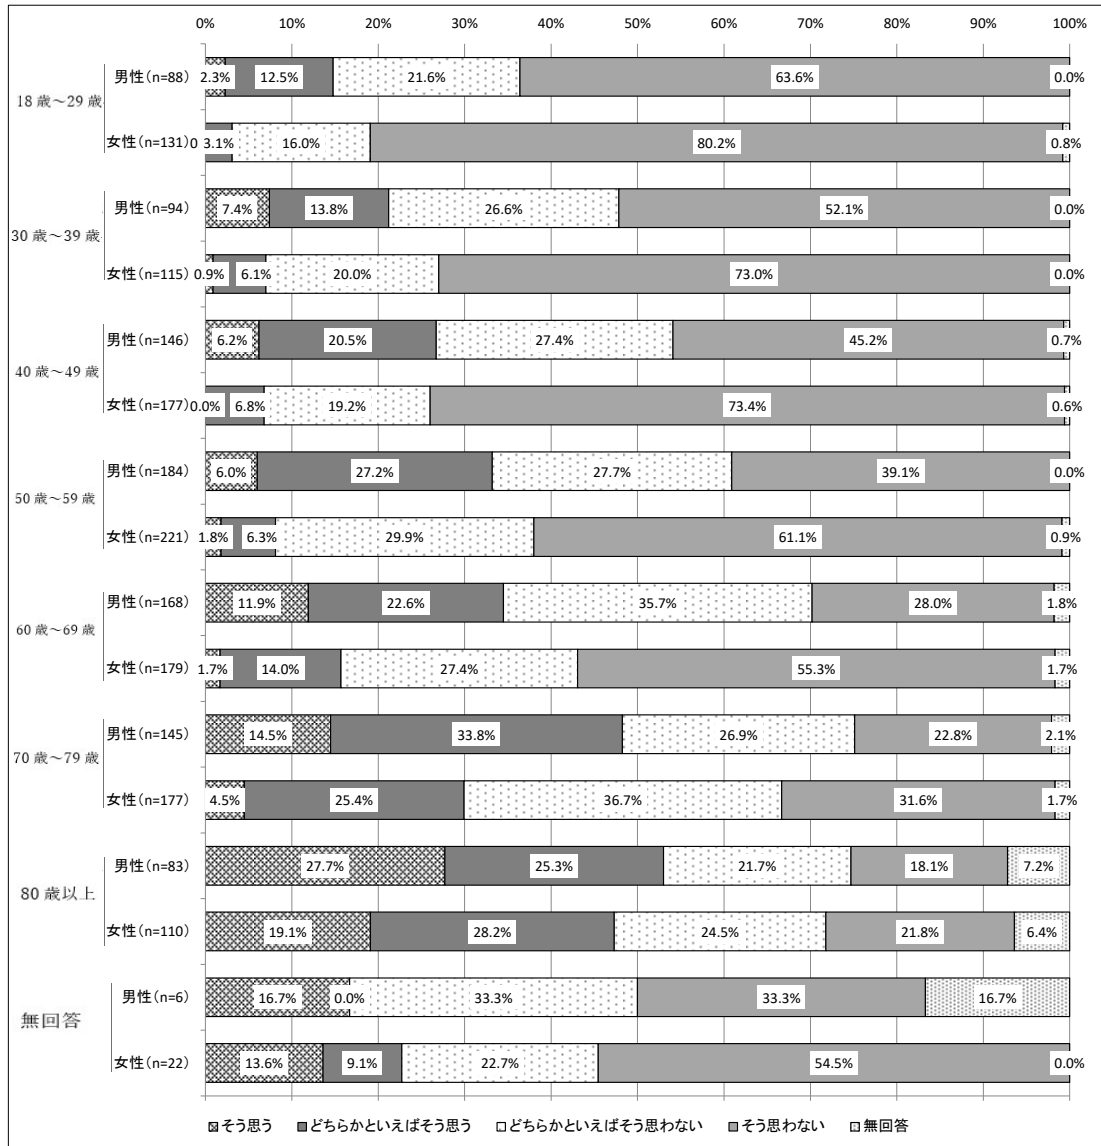 0% 10% 20% 30% 40% 50% 60% 70% 80% 90% 100%
18歳～29歳
男性(n=88) 2.3% 12.5% 21.6% 63.6% 0.0%
女性(n=131) 0 3.1% 16.0% 80.2% 0.8%
30歳～39歳
男性(n=94) 7.4% 13.8% 26.6% 52.1% 0.0%
女性(n=115) 0.9% 6.1% 20.0% 73.0% 0.0%
40歳～49歳
男性(n=146) 6.2% 20.5% 27.4% 45.2% 0.7%
女性(n=177) 0.0% 6.8% 19.2% 73.4% 0.6%
50歳～59歳
男性(n=184) 6.0% 27.2% 27.7% 39.1% 0.0%
女性(n=221) 1.8% 6.3% 29.9% 61.1% 0.9%
60歳～69歳
男性(n=168) 11.9% 22.6% 35.7% 28.0% 1.8%
女性(n=179) 1.7% 14.0% 27.4% 55.3% 1.7%
70歳～79歳
男性(n=145) 14.5% 33.8% 26.9% 22.8% 2.1%
女性(n=177) 4.5% 25.4% 36.7% 31.6% 1.7%
80歳以上
男性(n=83) 27.7% 25.3% 21.7% 18.1% 7.2%
女性(n=110) 19.1% 28.2% 24.5% 21.8% 6.4%
無回答
男性(n=6) 16.7% 0.0% 33.3% 33.3% 16.7%
女性(n=22) 13.6% 9.1% 22.7% 54.5% 0.0%
そう思う どちらかといえばそう思う どちらかといえばそう思わない そう思わない 無回答